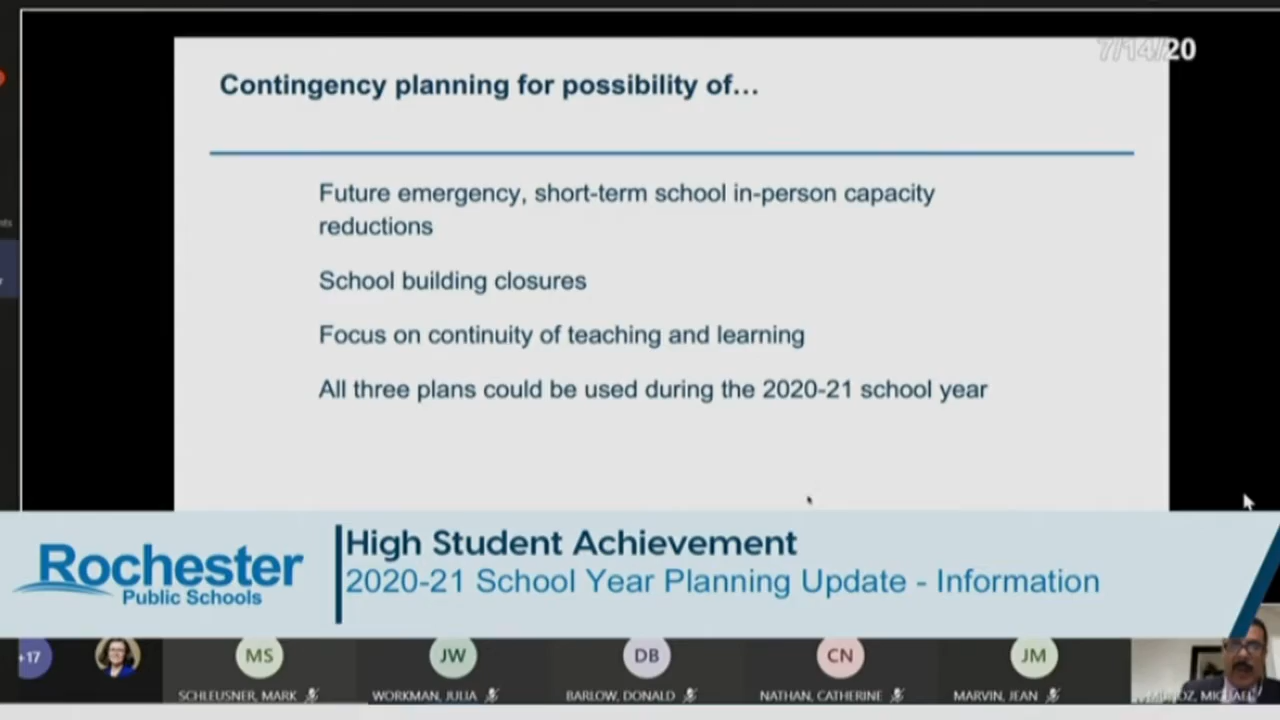 7/14/20
Contingency planning for possibility of...
Future emergency, short-term school in-person capacity
reductions
School building closures
Focus on continuity of teaching and learning
All three plans could be used during the 2020-21 school year
Rochester
Public Schools
High Student Achievement
2020-21 School Year Planning Update - Information
+17
MS
JW
DB
CN
JM
SCHLEUSNER, MARK
WORKMAN, JULIA
BARLOW, DONALD
NATHAN, CATHERINE
MARVIN, JEAN